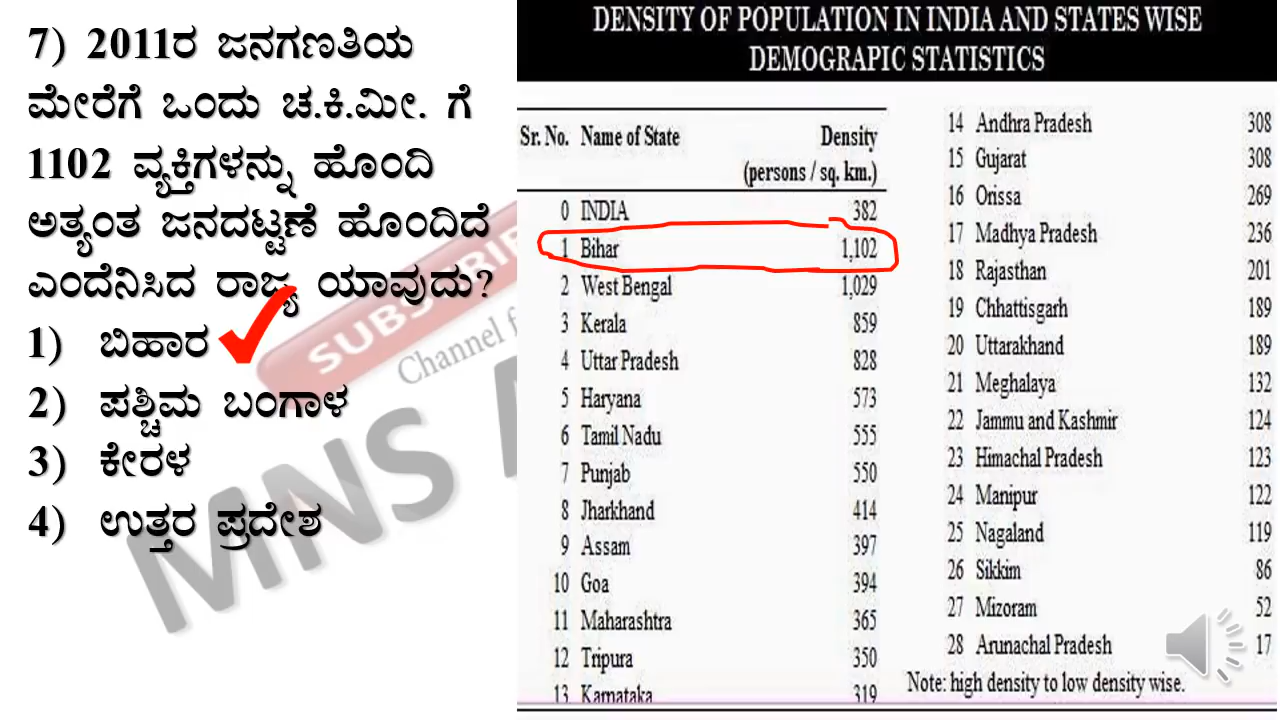 7) 2011ರ ಜನಗಣತಿಯ
ಮೇರೆಗೆ ಒಂದು ಚ.ಕಿ.ಮೀ. ಗೆ
1102 ವ್ಯಕ್ತಿಗಳನ್ನು ಹೊಂದಿ
ಅತ್ಯಂತ ಜನದಟ್ಟಣೆ ಹೊಂದಿದೆ
ಎಂದೆನಿಸಿದ ರಾಜ್ಯ ಯಾವುದು?
1) ಬಿಹಾರ
2) ಪಶ್ಚಿಮ ಬಂಗಾಳ
3) ಕೇರಳ
4) ಉತ್ತರ ಪ್ರದೇಶ
SUBSCRIBE
Channel f
MNS A
DENSITY OF POPULATION IN INDIA AND STATES WISE
DEMOGRAPIC STATISTICS
Sr. No. Name of State Density
(persons / sq. km.)
0 INDIA 382
1 Bihar 1,102
2 West Bengal 1,029
3 Kerala 859
4 Uttar Pradesh 828
5 Haryana 573
6 Tamil Nadu 555
7 Punjab 550
8 Jharkhand 414
9 Assam 397
10 Goa 394
11 Maharashtra 365
12 Tripura 350
13 Karnataka 319
14 Andhra Pradesh 308
15 Gujarat 308
16 Orissa 269
17 Madhya Pradesh 236
18 Rajasthan 201
19 Chhattisgarh 189
20 Uttarakhand 189
21 Meghalaya 132
22 Jammu and Kashmir 124
23 Himachal Pradesh 123
24 Manipur 122
25 Nagaland 119
26 Sikkim 86
27 Mizoram 52
28 Arunachal Pradesh 17
Note: high density to low density wise.